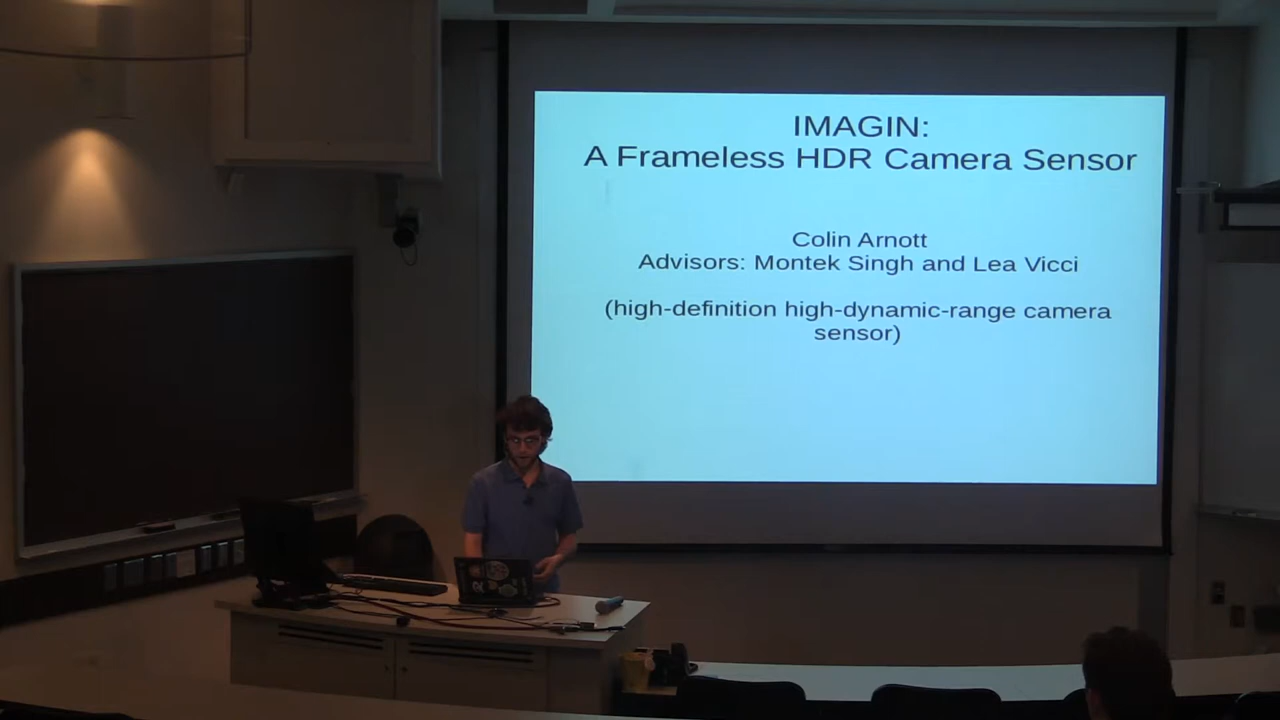 IMAGIN:
A Frameless HDR Camera Sensor
Colin Arnott
Advisors: Montek Singh and Lea Vicci
(high-definition high-dynamic-range camera
sensor)